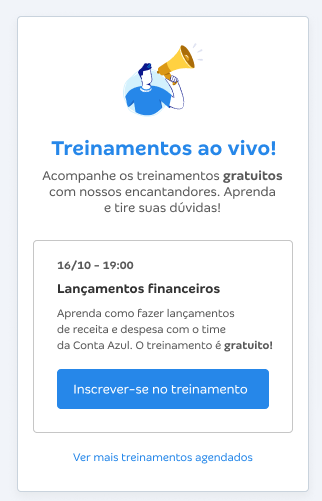 Treinamentos ao vivo!
Acompanhe os treinamentos gratuitos
com nossos encantandores. Aprenda
e tire suas dúvidas!
16/10 - 19:00
Lançamentos financeiros
Aprenda como fazer lançamentos
de receita e despesa com o time
da Conta Azul. O treinamento é gratuito!
Inscrever-se no treinamento
Ver mais treinamentos agendados